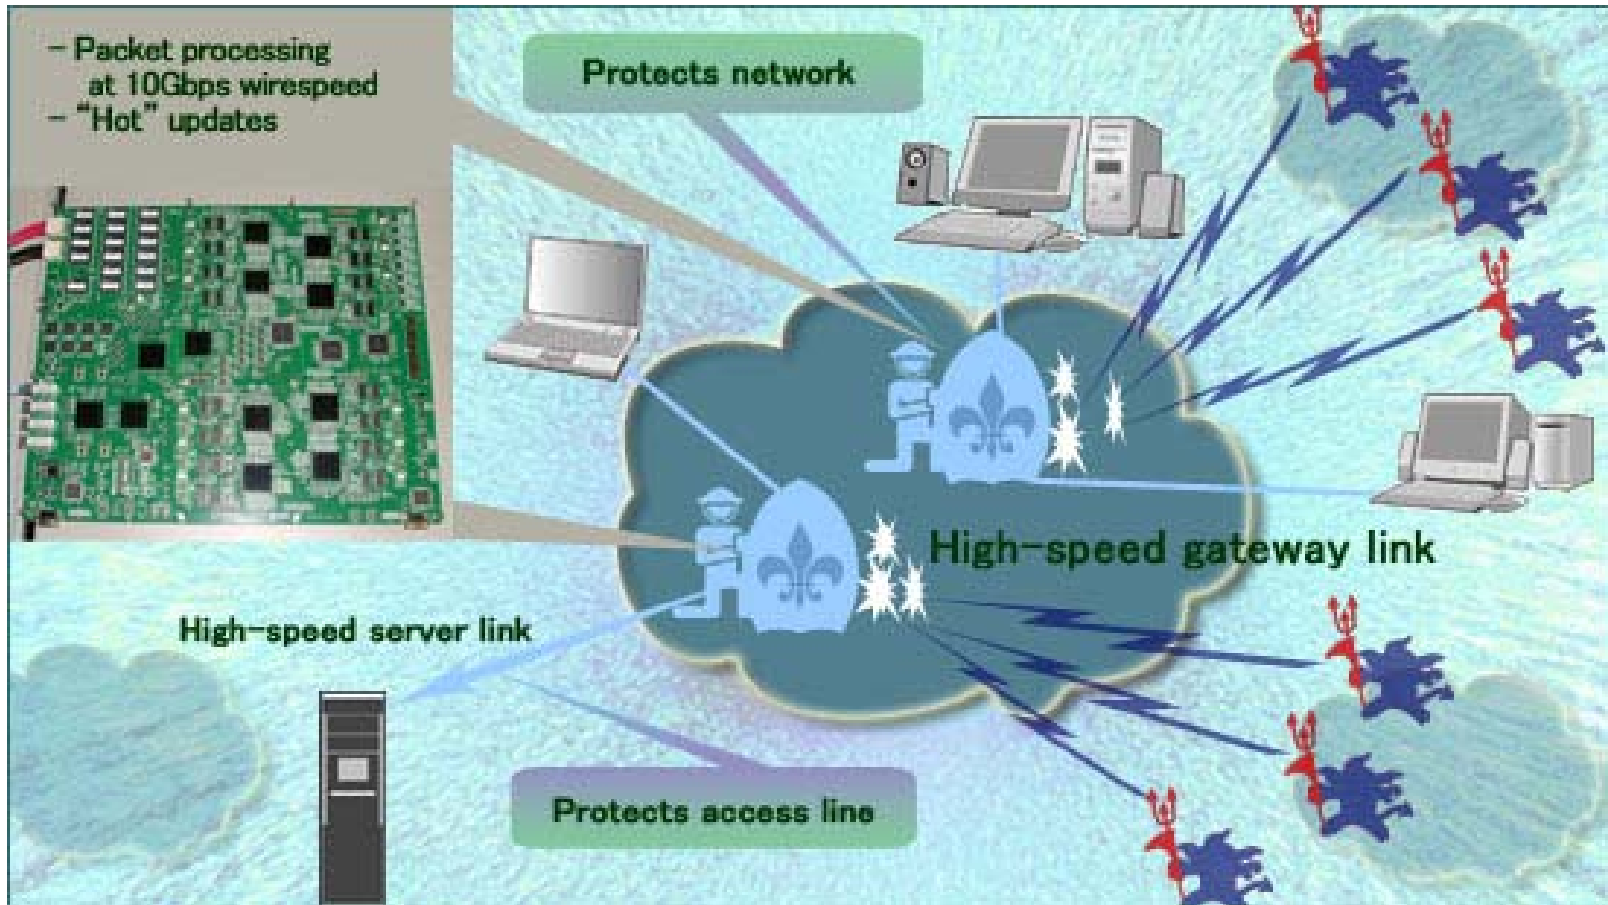 - Packet processing
at 10Gbps wirespeed
- "Hot" updates
Protects network
High-speed gateway link
High-speed server link
Protects access line